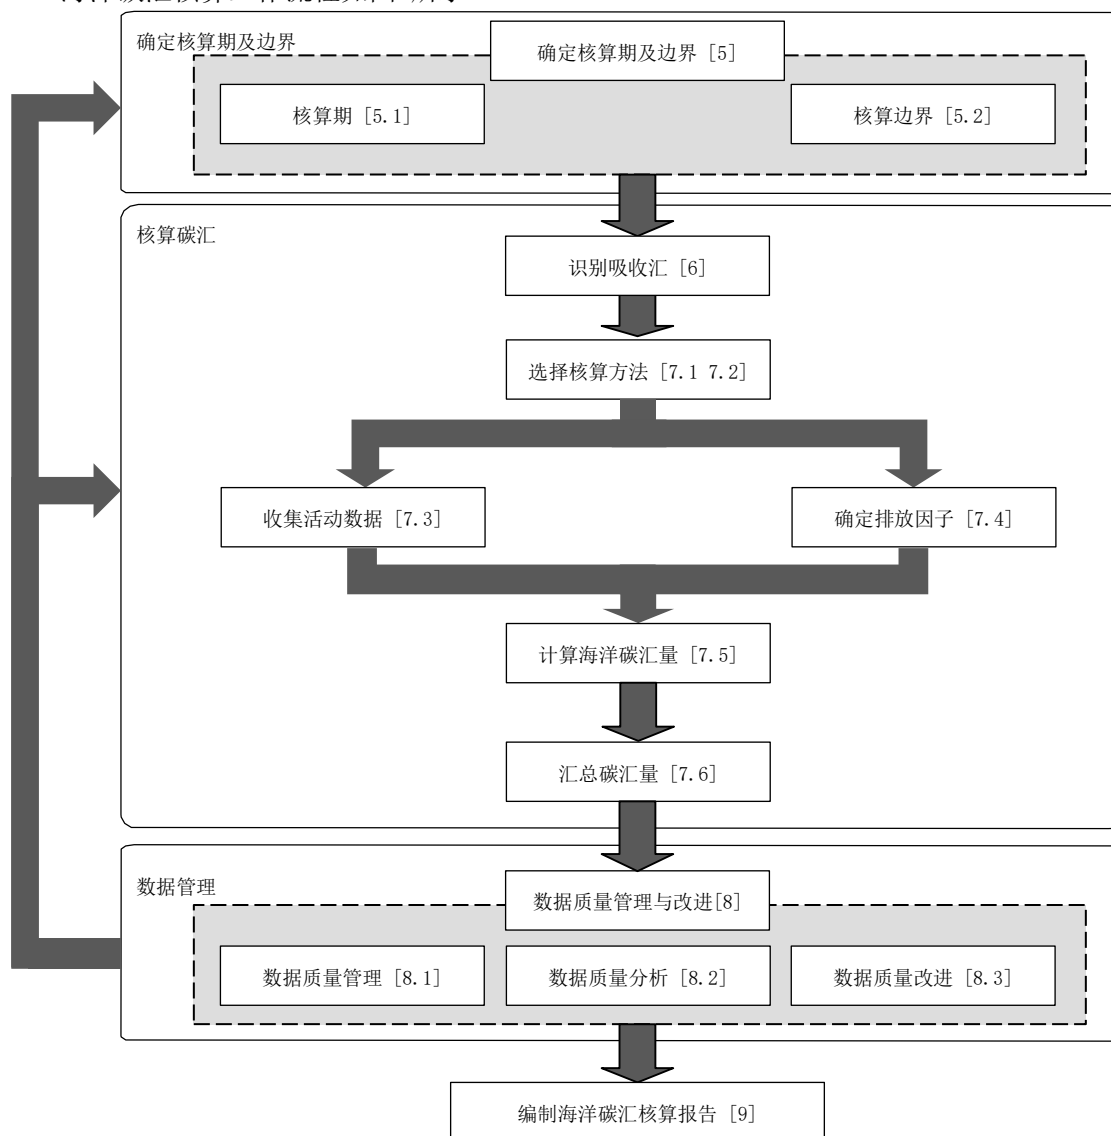 确定核算期及边界
确定核算期及边界 [5]
核算期 [5.1]
核算边界 [5.2]
核算碳汇
识别吸收汇 [6]
选择核算方法 [7.1 7.2]
收集活动数据 [7.3]
确定排放因子 [7.4]
计算海洋碳汇量 [7.5]
汇总碳汇量 [7.6]
数据管理
数据质量管理与改进[8]
数据质量管理 [8.1]
数据质量分析 [8.2]
数据质量改进 [8.3]
编制海洋碳汇核算报告 [9]